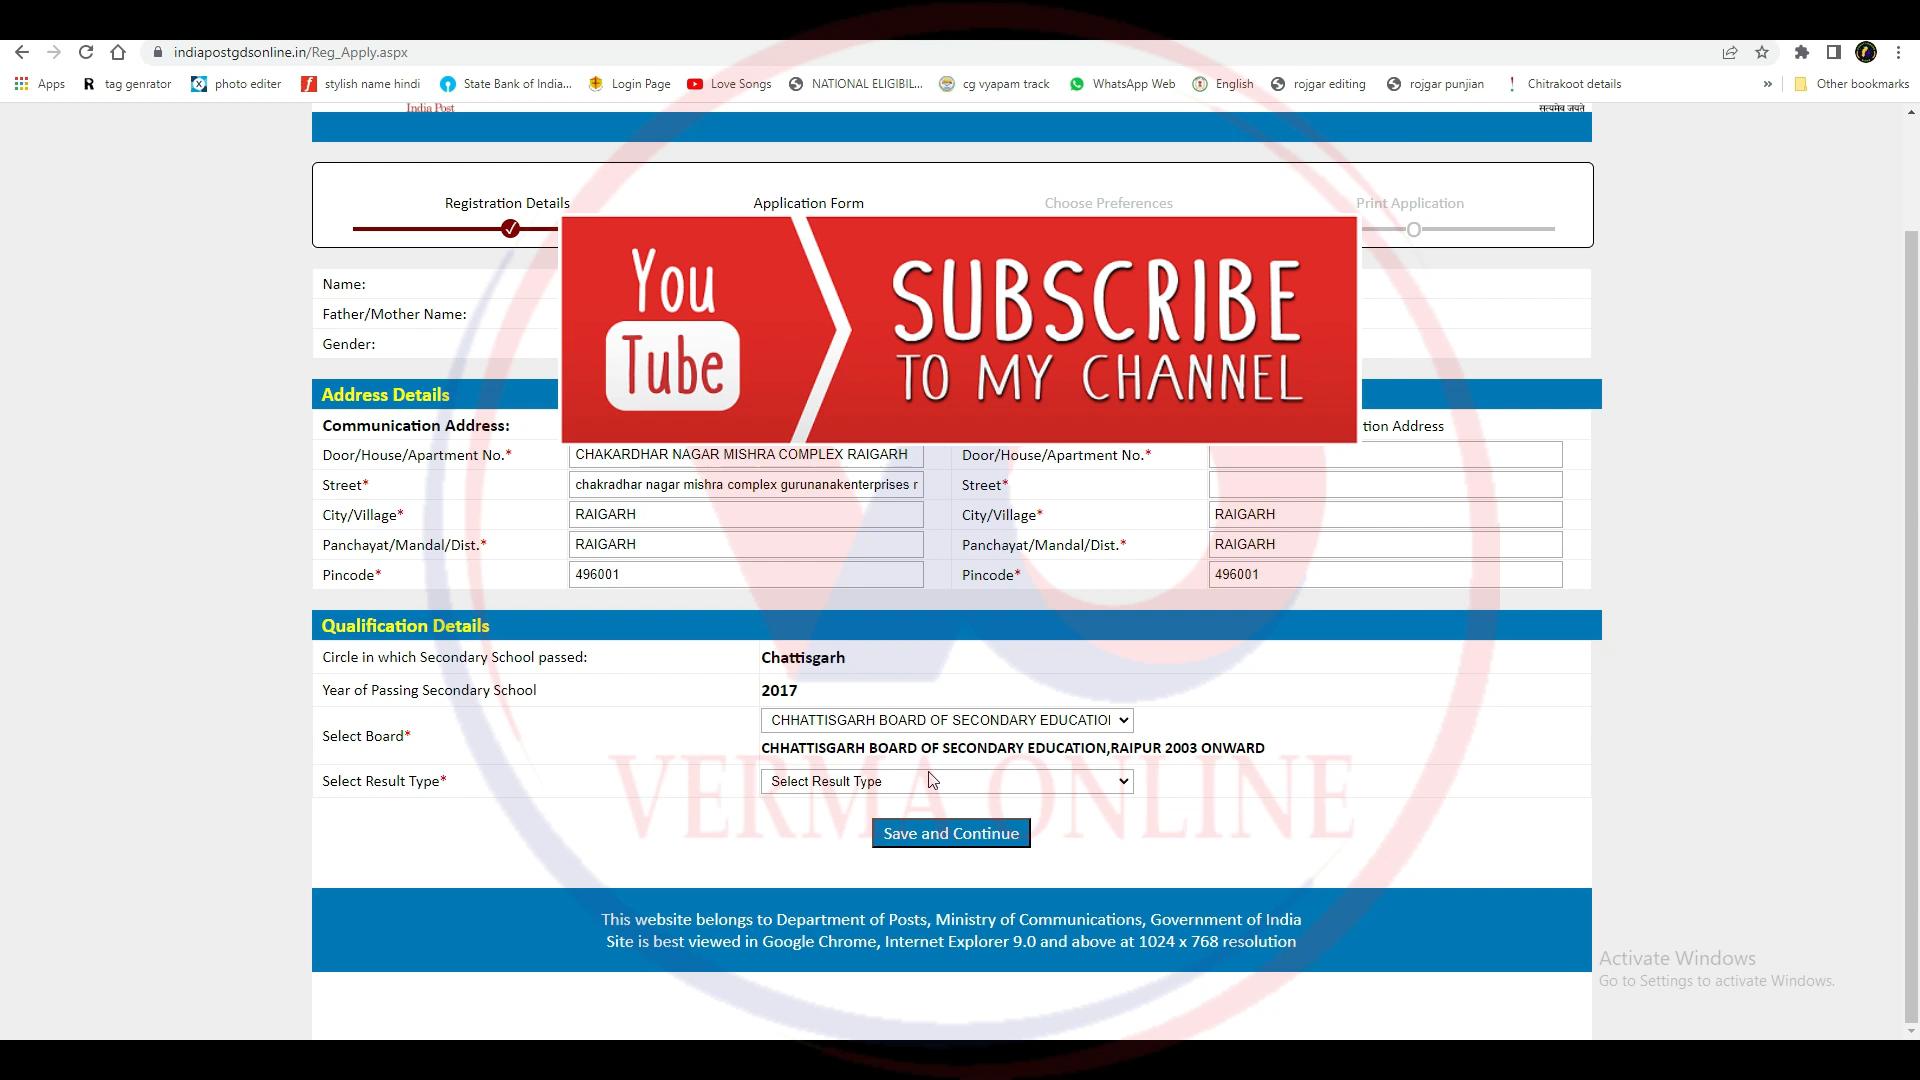 indiapostgdsonline.in/Reg_Apply.aspx
Apps R tag genrator photo editer stylish name hindi State Bank of India... Login Page Love Songs NATIONAL ELIGIBIL... cg vyapam track WhatsApp Web English rojgar editing rojgar punjian Chitrakoot details » Other bookmarks
India Post सत्यमेव जयते
Registration Details Application Form Choose Preferences Print Application
Name:
Father/Mother Name:
Gender:
You Tube
SUBSCRIBE
TO MY CHANNEL
Address Details
Communication Address: tion Address
Door/House/Apartment No.* CHAKARDHAR NAGAR MISHRA COMPLEX RAIGARH Door/House/Apartment No.*
Street* chakradhar nagar mishra complex gurunanakenterprises r Street*
City/Village* RAIGARH City/Village* RAIGARH
Panchayat/Mandal/Dist.* RAIGARH Panchayat/Mandal/Dist.* RAIGARH
Pincode* 496001 Pincode* 496001
Qualification Details
Circle in which Secondary School passed: Chattisgarh
Year of Passing Secondary School 2017
Select Board* CHHATTISGARH BOARD OF SECONDARY EDUCATIOI
CHHATTISGARH BOARD OF SECONDARY EDUCATION,RAIPUR 2003 ONWARD
Select Result Type* Select Result Type
VERMA ONLINE
Save and Continue
This website belongs to Department of Posts, Ministry of Communications, Government of India
Site is best viewed in Google Chrome, Internet Explorer 9.0 and above at 1024 x 768 resolution
Activate Windows
Go to Settings to activate Windows.